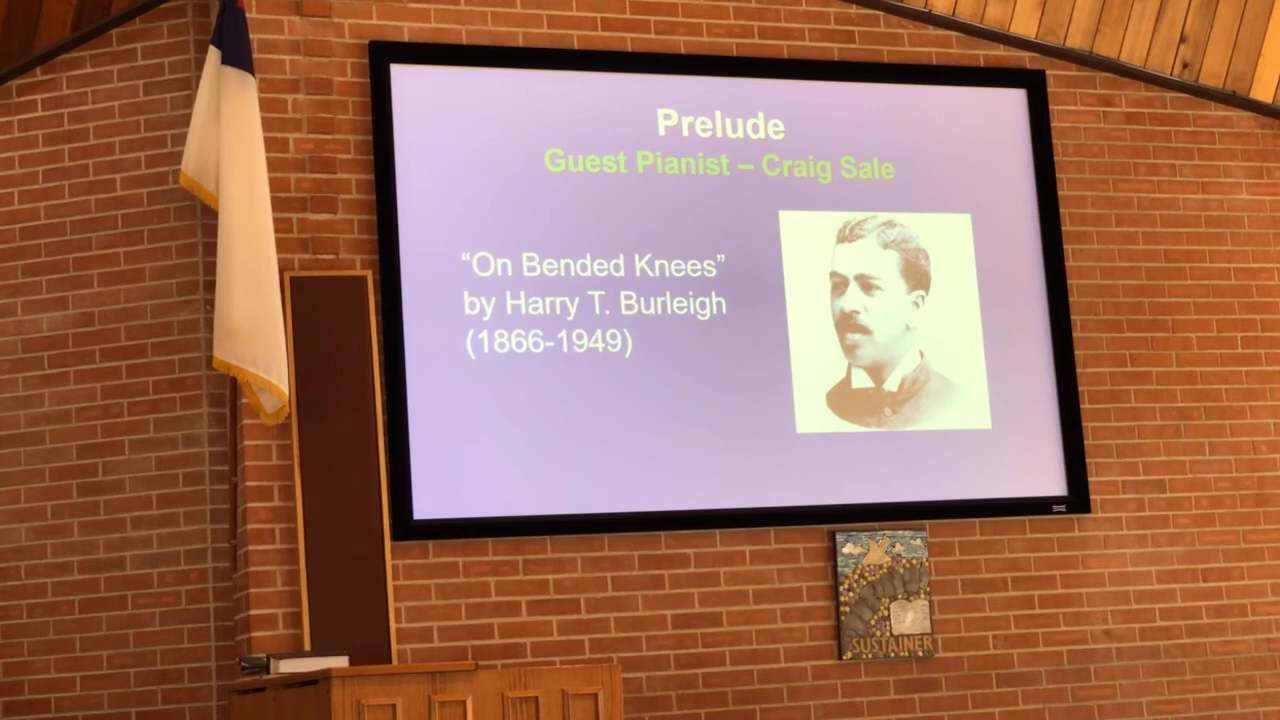 Prelude
Guest Pianist – Craig Sale
“On Bended Knees”
by Harry T. Burleigh
(1866-1949)
SUSTAINER